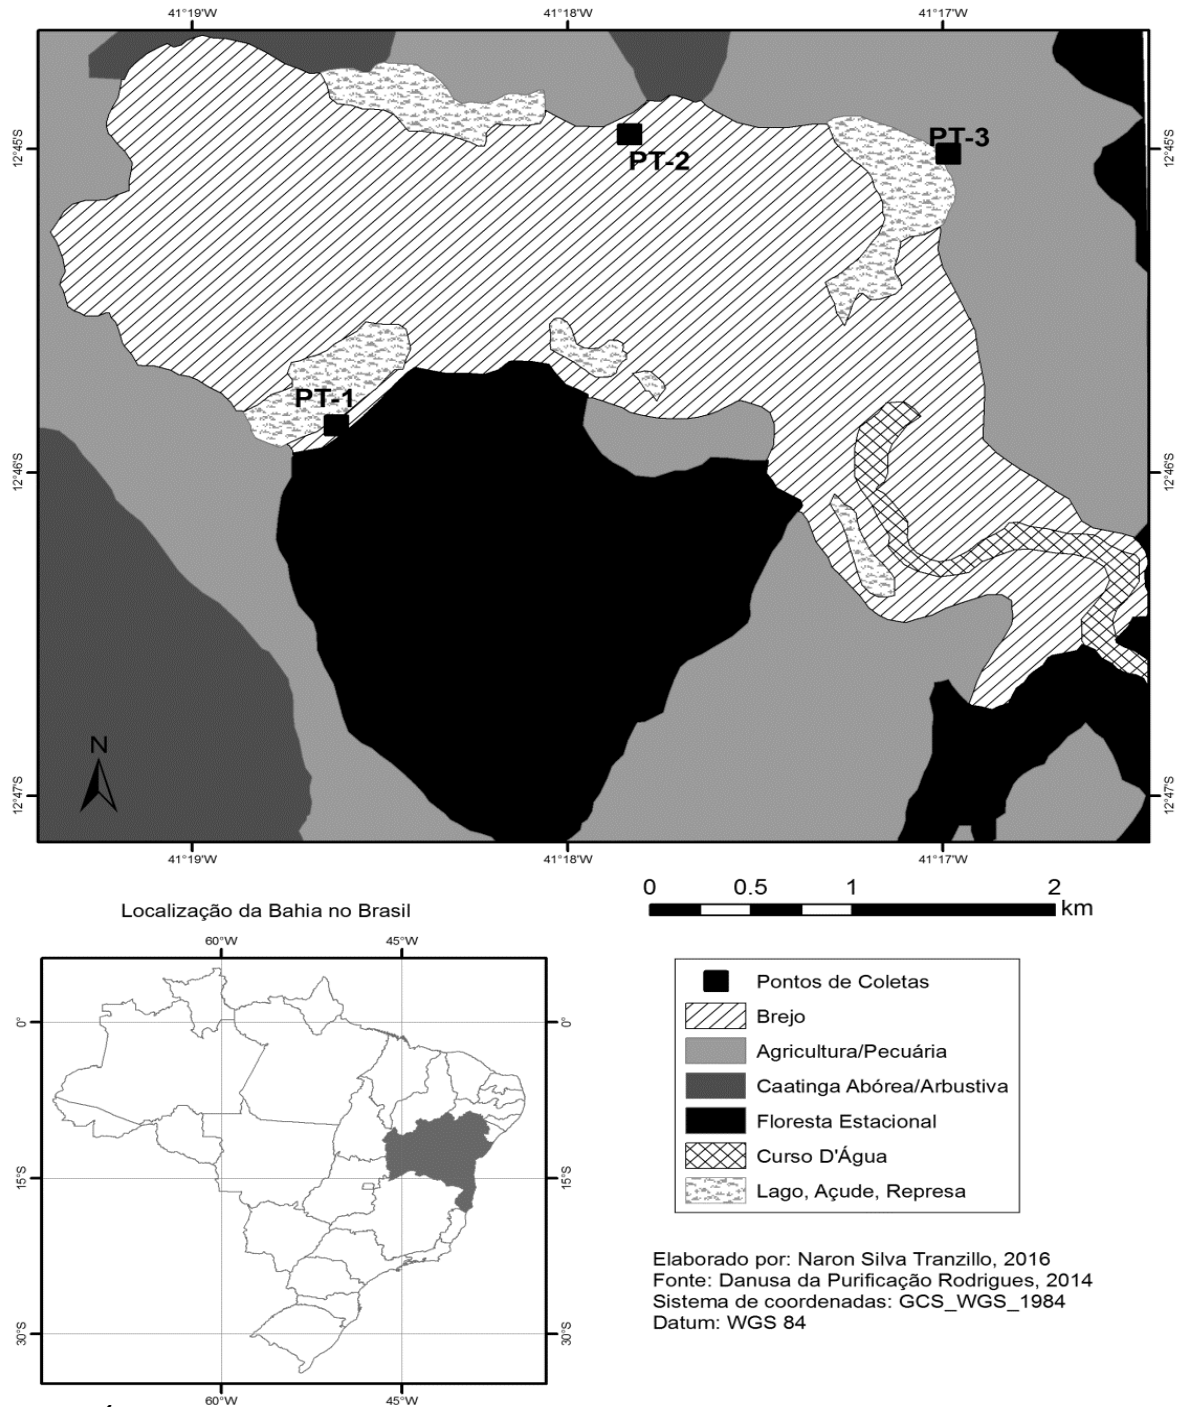 41°19'W 41°18'W 41°17'W
12°45'S 12°45'S
PT-3
PT-2
PT-1
12°46'S 12°46'S
N
12°47'S 12°47'S
41°19'W 41°18'W 41°17'W
0 0.5 1 2
km
Localização da Bahia no Brasil
60°W 45°W
0° 0°
15°S 15°S
30°S 30°S
60°W 45°W
Pontos de Coletas
Brejo
Agricultura/Pecuária
Caatinga Abórea/Arbustiva
Floresta Estacional
Curso D'Água
Lago, Açude, Represa
Elaborado por: Naron Silva Tranzillo, 2016
Fonte: Danusa da Purificação Rodrigues, 2014
Sistema de coordenadas: GCS_WGS_1984
Datum: WGS 84